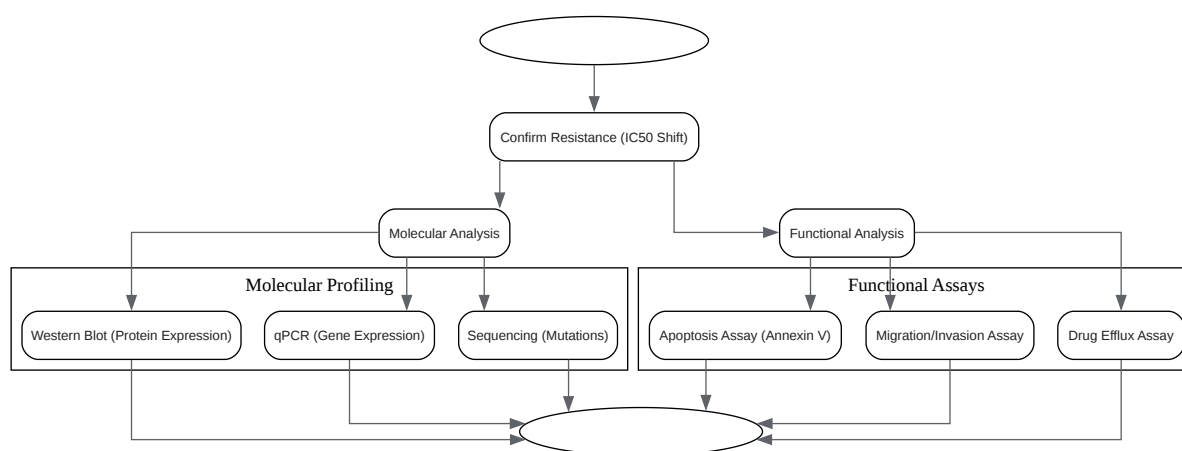 Confirm Resistance (IC50 Shift)
Molecular Analysis
Functional Analysis
Molecular Profiling
Functional Assays
Western Blot (Protein Expression)
qPCR (Gene Expression)
Sequencing (Mutations)
Apoptosis Assay (Annexin V)
Migration/Invasion Assay
Drug Efflux Assay